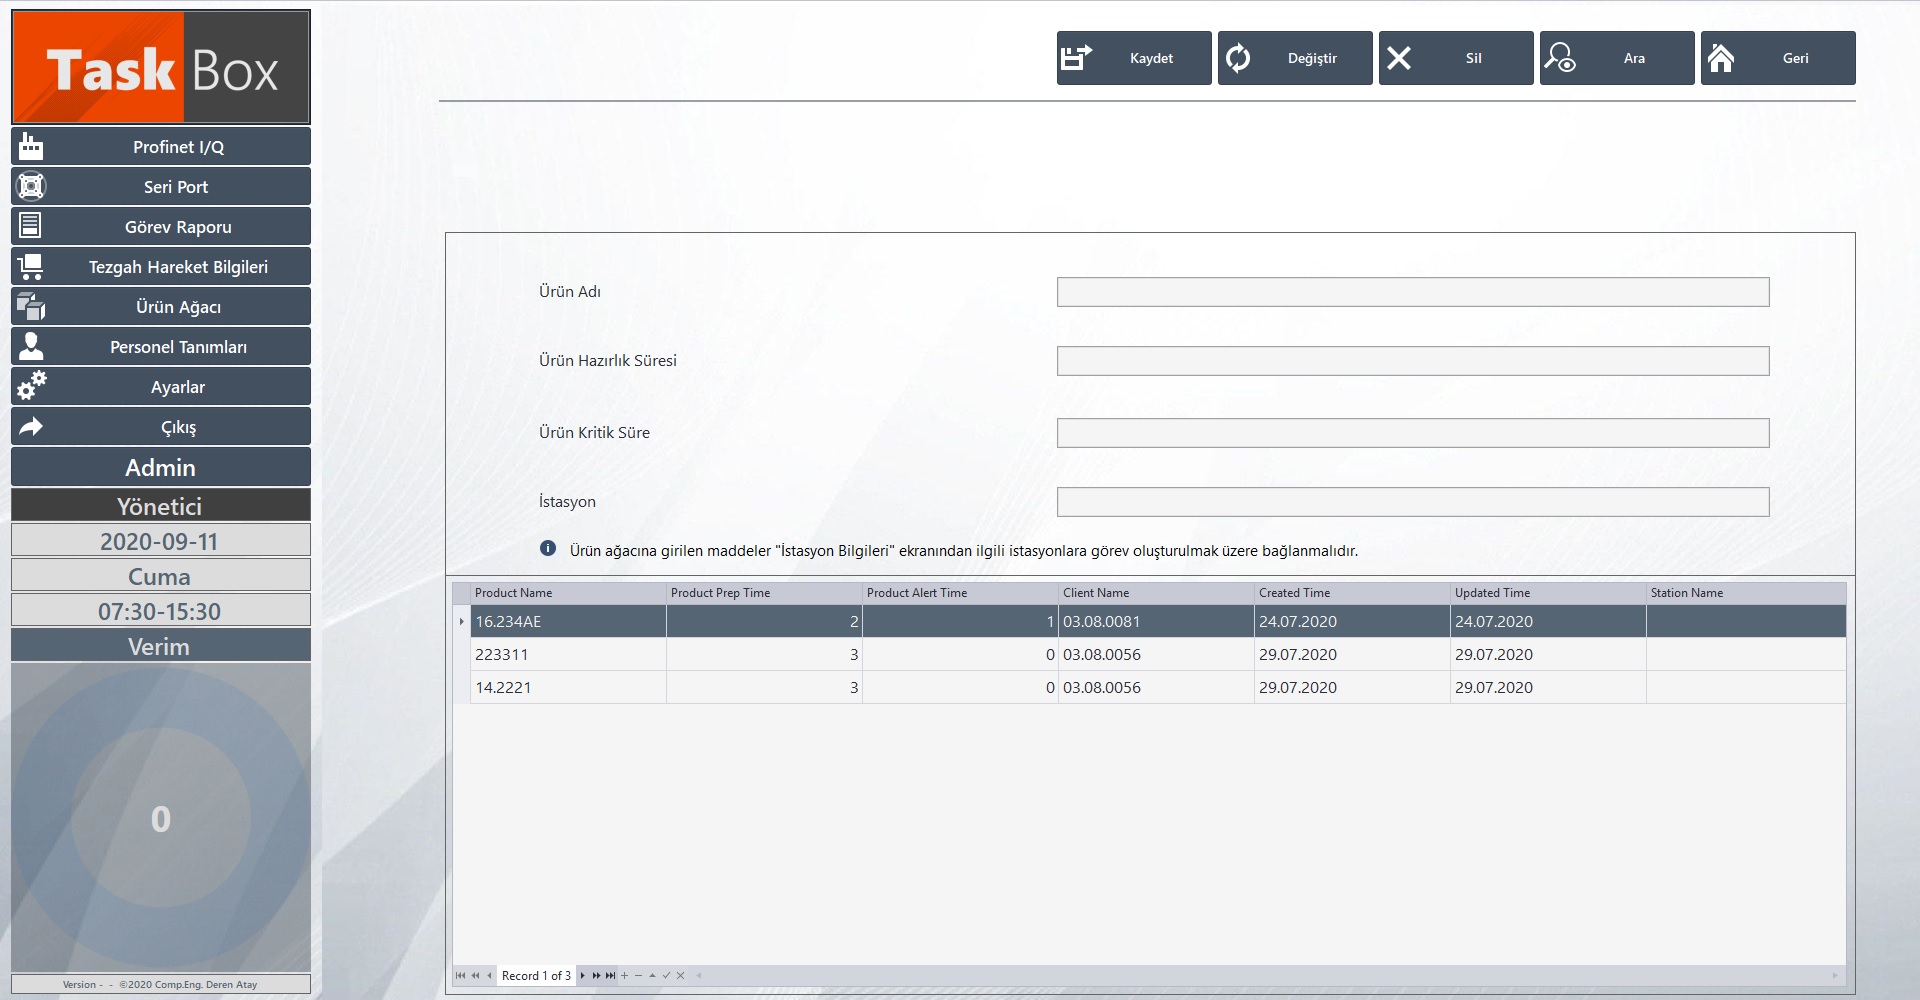 Task Box
Kaydet
Değiştir
Sil
Ara
Geri
Profinet I/Q
Seri Port
Görev Raporu
Tezgah Hareket Bilgileri
Ürün Ağacı
Personel Tanımları
Ayarlar
Çıkış
Admin
Yönetici
2020-09-11
Cuma
07:30-15:30
Verim
0
Version - - ©2020 Comp.Eng. Deren Atay
Ürün Adı
Ürün Hazırlık Süresi
Ürün Kritik Süre
İstasyon
Ürün ağacına girilen maddeler "İstasyon Bilgileri" ekranından ilgili istasyonlara görev oluşturulmak üzere bağlanmalıdır.
Product Name Product Prep Time Product Alert Time Client Name Created Time Updated Time Station Name
16.234AE 2 1 03.08.0081 24.07.2020 24.07.2020
223311 3 0 03.08.0056 29.07.2020 29.07.2020
14.2221 3 0 03.08.0056 29.07.2020 29.07.2020
Record 1 of 3